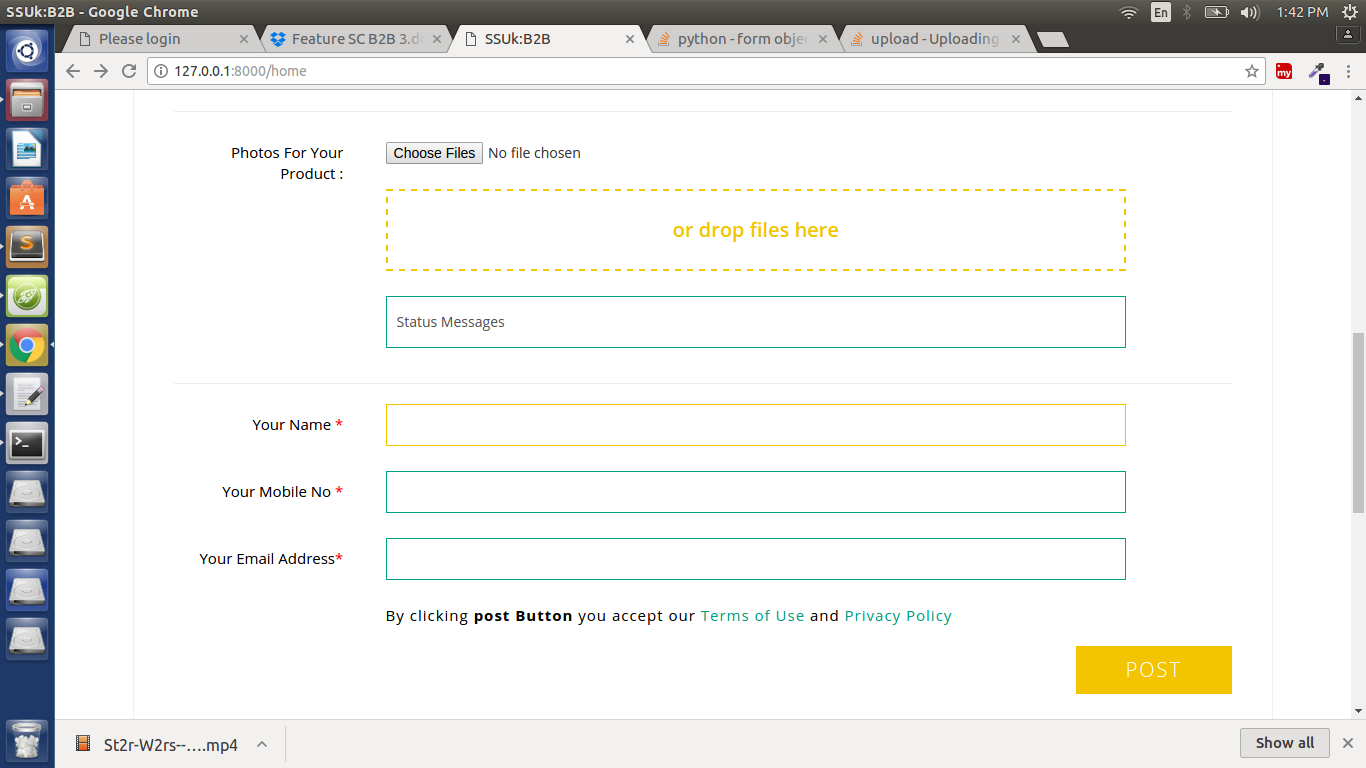 SSUk:B2B - Google Chrome
En
1:42 PM
Please login
Feature SC B2B 3.d
SSUk:B2B
python - form obje
upload - Uploading
127.0.0.1:8000/home
my
Photos For Your
Product :
Choose Files No file chosen
or drop files here
Status Messages
Your Name *
Your Mobile No *
Your Email Address*
By clicking post Button you accept our Terms of Use and Privacy Policy
POST
St2r-W2rs--....mp4
Show all